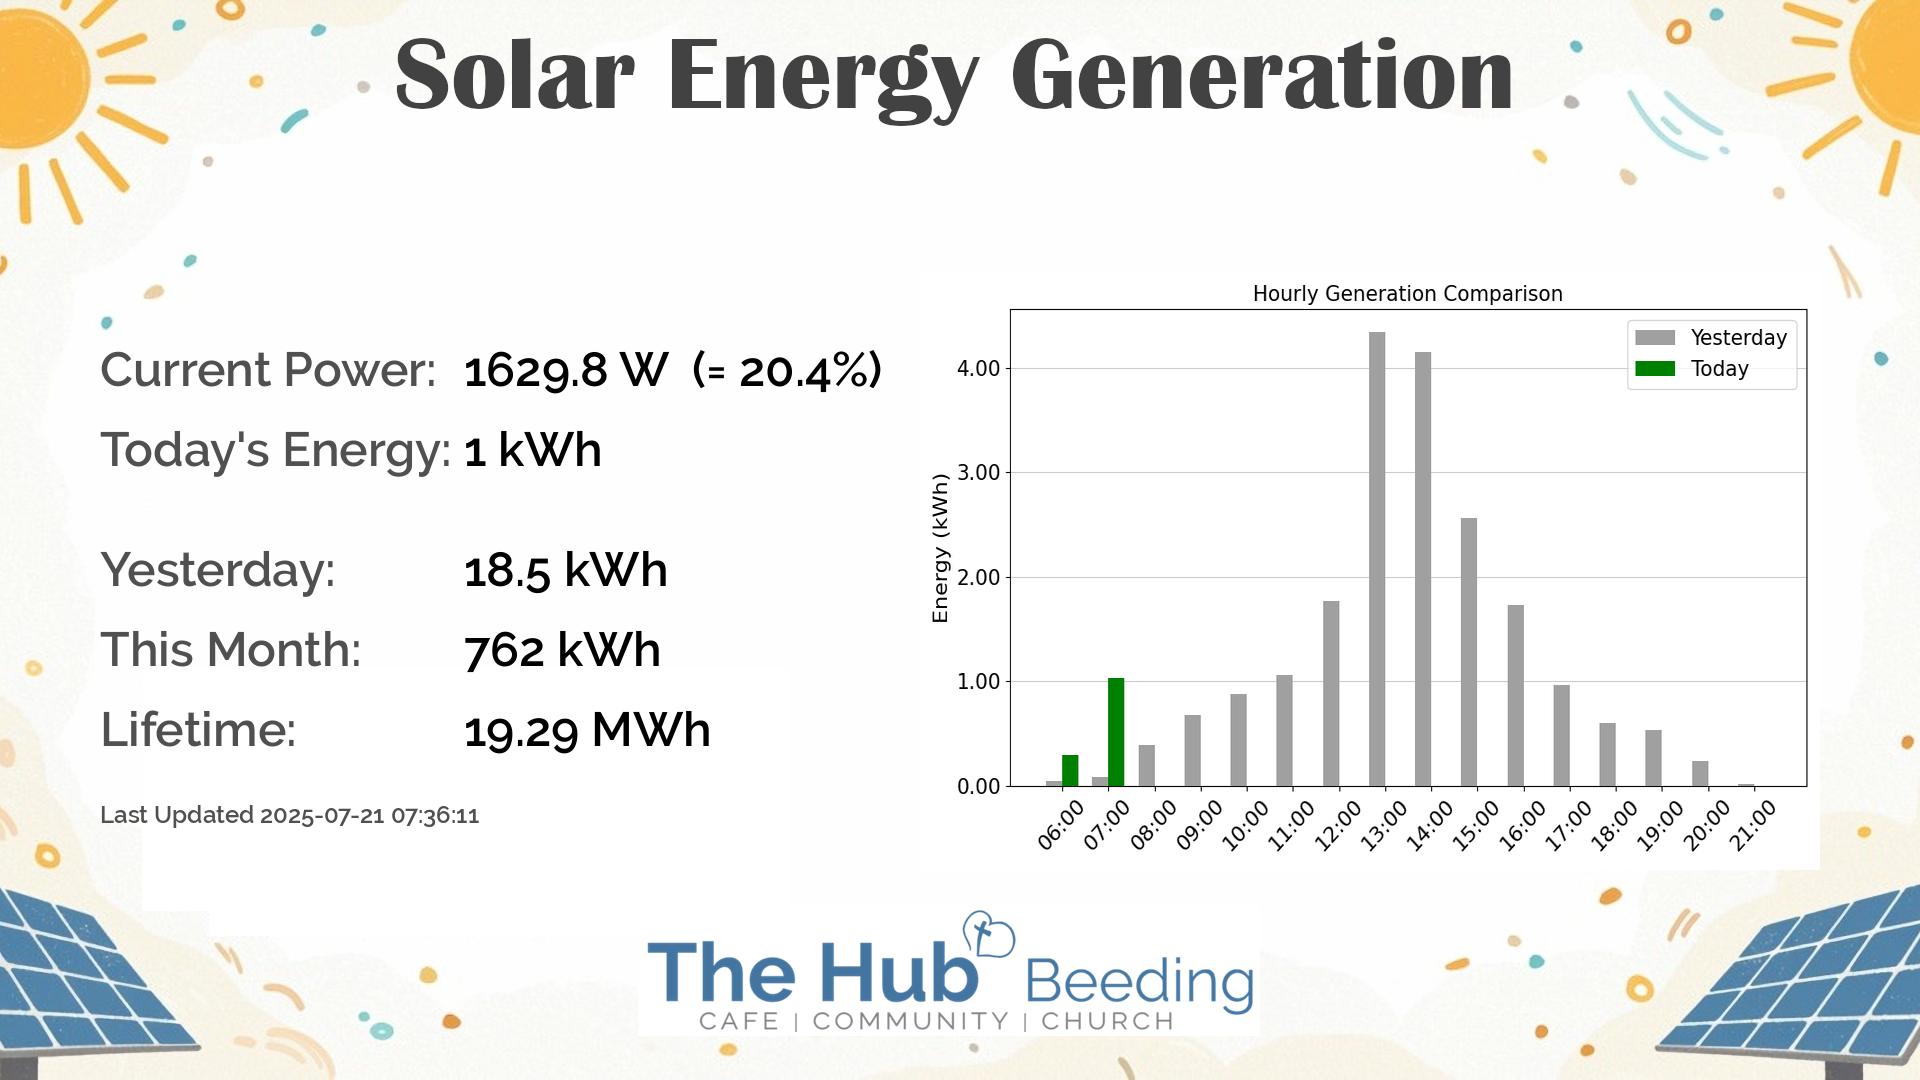 Solar Energy Generation
Current Power: 1629.8 W (= 20.4%)
Today's Energy: 1 kWh
Yesterday: 18.5 kWh
This Month: 762 kWh
Lifetime: 19.29 MWh
Last Updated 2025-07-21 07:36:11
Hourly Generation Comparison
Yesterday
Today
Energy (kWh)
4.00
3.00
2.00
1.00
0.00
06:00 07:00 08:00 09:00 10:00 11:00 12:00 13:00 14:00 15:00 16:00 17:00 18:00 19:00 20:00 21:00
The Hub Beeding
CAFE | COMMUNITY | CHURCH